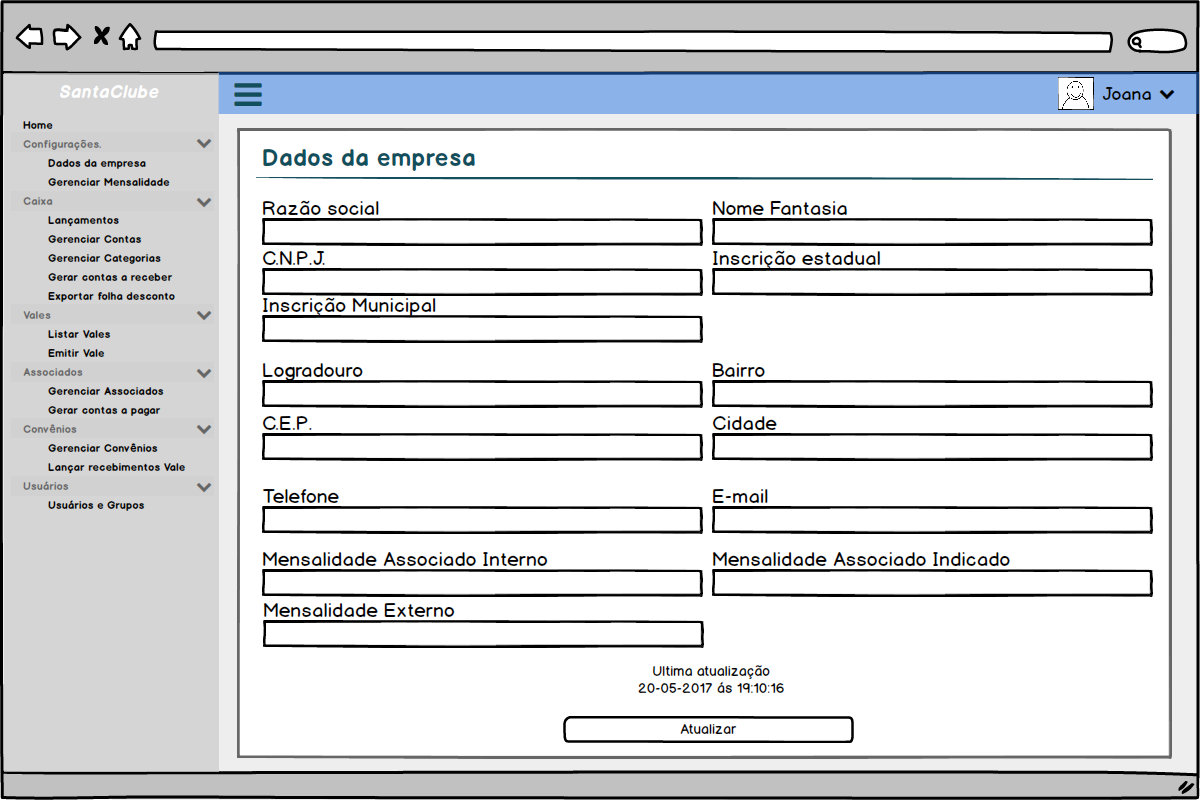 SantaClube
Joana
Home
Configurações.
Dados da empresa
Gerenciar Mensalidade
Caixa
Lançamentos
Gerenciar Contas
Gerenciar Categorias
Gerar contas a receber
Exportar folha desconto
Vales
Listar Vales
Emitir Vale
Associados
Gerenciar Associados
Gerar contas a pagar
Convênios
Gerenciar Convênios
Lançar recebimentos Vale
Usuários
Usuários e Grupos
Dados da empresa
Razão social
Nome Fantasia
C.N.P.J.
Inscrição estadual
Inscrição Municipal
Logradouro
Bairro
C.E.P.
Cidade
Telefone
E-mail
Mensalidade Associado Interno
Mensalidade Associado Indicado
Mensalidade Externo
Ultima atualização
20-05-2017 ás 19:10:16
Atualizar